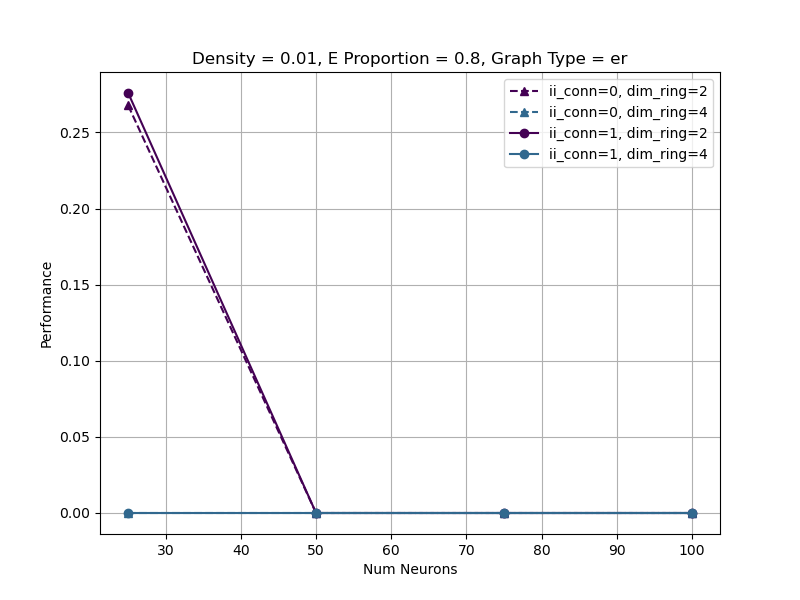 Density = 0.01, E Proportion = 0.8, Graph Type = er
ii_conn=0, dim_ring=2
ii_conn=0, dim_ring=4
ii_conn=1, dim_ring=2
ii_conn=1, dim_ring=4
Performance
0.25
0.20
0.15
0.10
0.05
0.00
30 40 50 60 70 80 90 100
Num Neurons